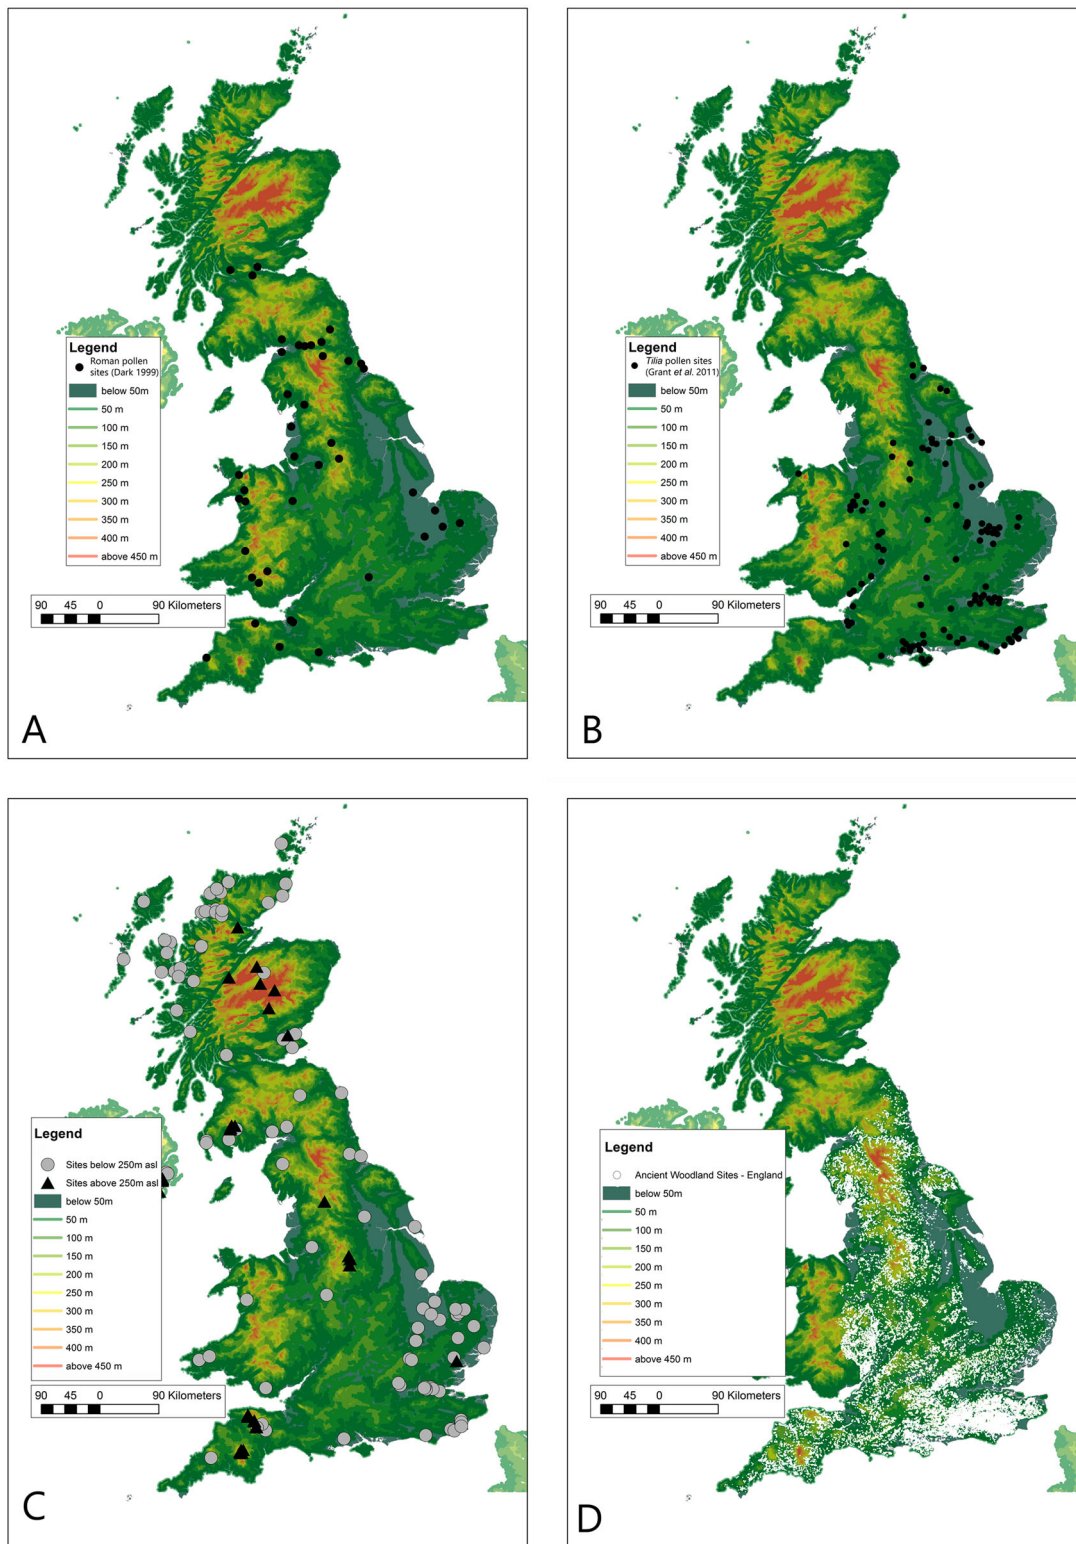 Legend
Roman pollen
sites (Dark 1999)
below 50m
50 m
100 m
150 m
200 m
250 m
300 m
350 m
400 m
above 450 m
90 45 0 90 Kilometers
A
Legend
Tilia pollen sites
(Grant et al. 2011)
below 50m
50 m
100 m
150 m
200 m
250 m
300 m
350 m
400 m
above 450 m
90 45 0 90 Kilometers
B
Legend
Sites below 250m asl
Sites above 250m asl
below 50m
50 m
100 m
150 m
200 m
250 m
300 m
350 m
400 m
above 450 m
90 45 0 90 Kilometers
C
Legend
Ancient Woodland Sites - England
below 50m
50 m
100 m
150 m
200 m
250 m
300 m
350 m
400 m
above 450 m
90 45 0 90 Kilometers
D